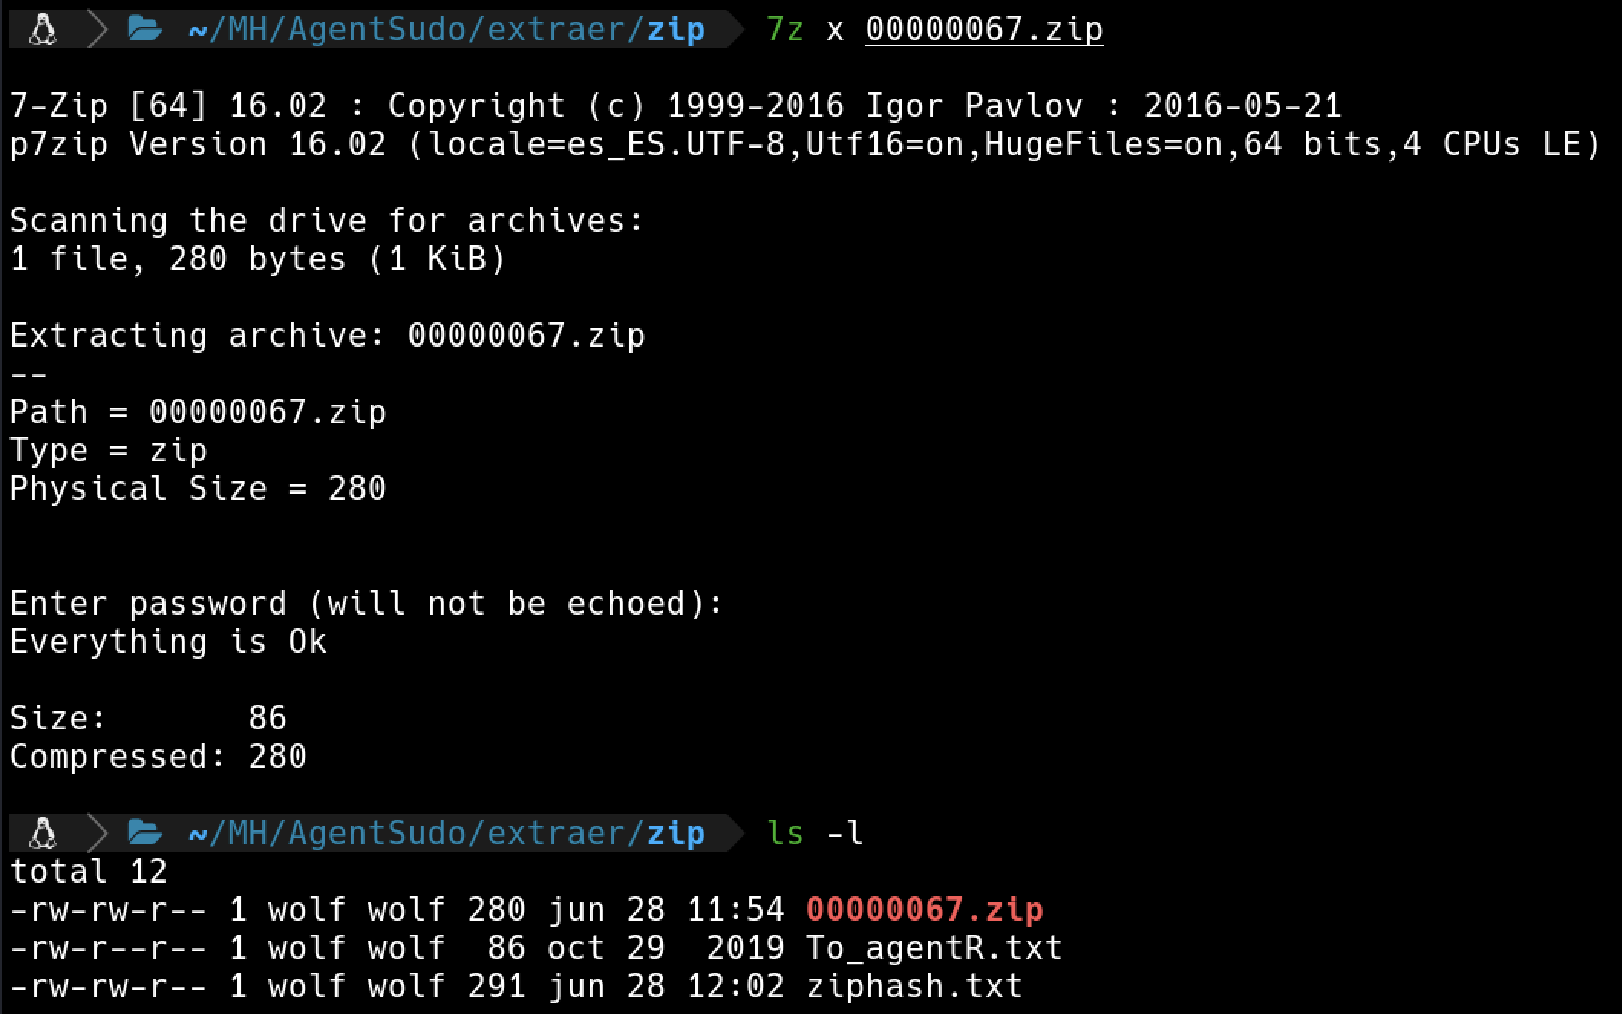 ~/MH/AgentSudo/extraer/zip 7z x 00000067.zip
7-Zip [64] 16.02 : Copyright (c) 1999-2016 Igor Pavlov : 2016-05-21
p7zip Version 16.02 (locale=es_ES.UTF-8,Utf16=on,HugeFiles=on,64 bits,4 CPUs LE)
Scanning the drive for archives:
1 file, 280 bytes (1 KiB)
Extracting archive: 00000067.zip
--
Path = 00000067.zip
Type = zip
Physical Size = 280
Enter password (will not be echoed):
Everything is Ok
Size:       86
Compressed: 280
~/MH/AgentSudo/extraer/zip ls -l
total 12
-rw-rw-r-- 1 wolf wolf 280 jun 28 11:54 00000067.zip
-rw-r--r-- 1 wolf wolf  86 oct 29  2019 To_agentR.txt
-rw-rw-r-- 1 wolf wolf 291 jun 28 12:02 ziphash.txt